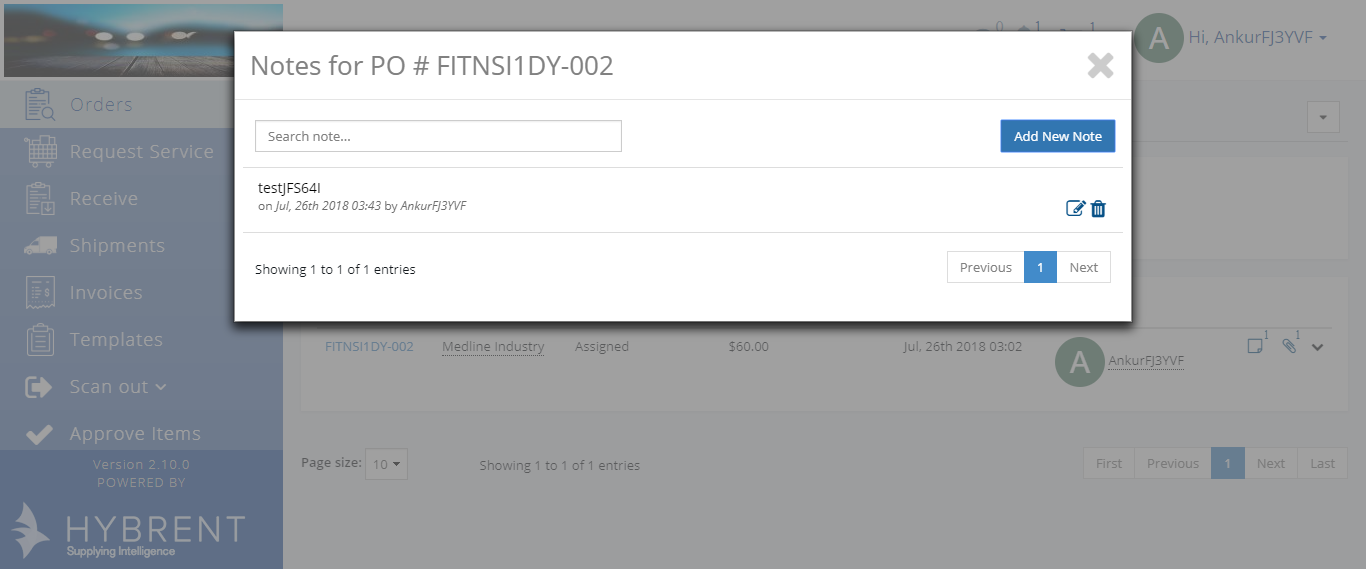 0 1 1
A Hi, AnkurFJ3YVF
Notes for PO # FITNSI1DY-002
Search note...
Add New Note
testJFS64I
on Jul, 26th 2018 03:43 by AnkurFJ3YVF
Showing 1 to 1 of 1 entries
Previous 1 Next
Orders
Request Service
Receive
Shipments
Invoices
Templates
Scan out
Approve Items
Version 2.10.0
POWERED BY
HYBRENT
Supplying Intelligence
FITNSI1DY-002 Medline Industry Assigned $60.00 Jul, 26th 2018 03:02 A AnkurFJ3YVF 1 1
Page size: 10 Showing 1 to 1 of 1 entries First Previous 1 Next Last